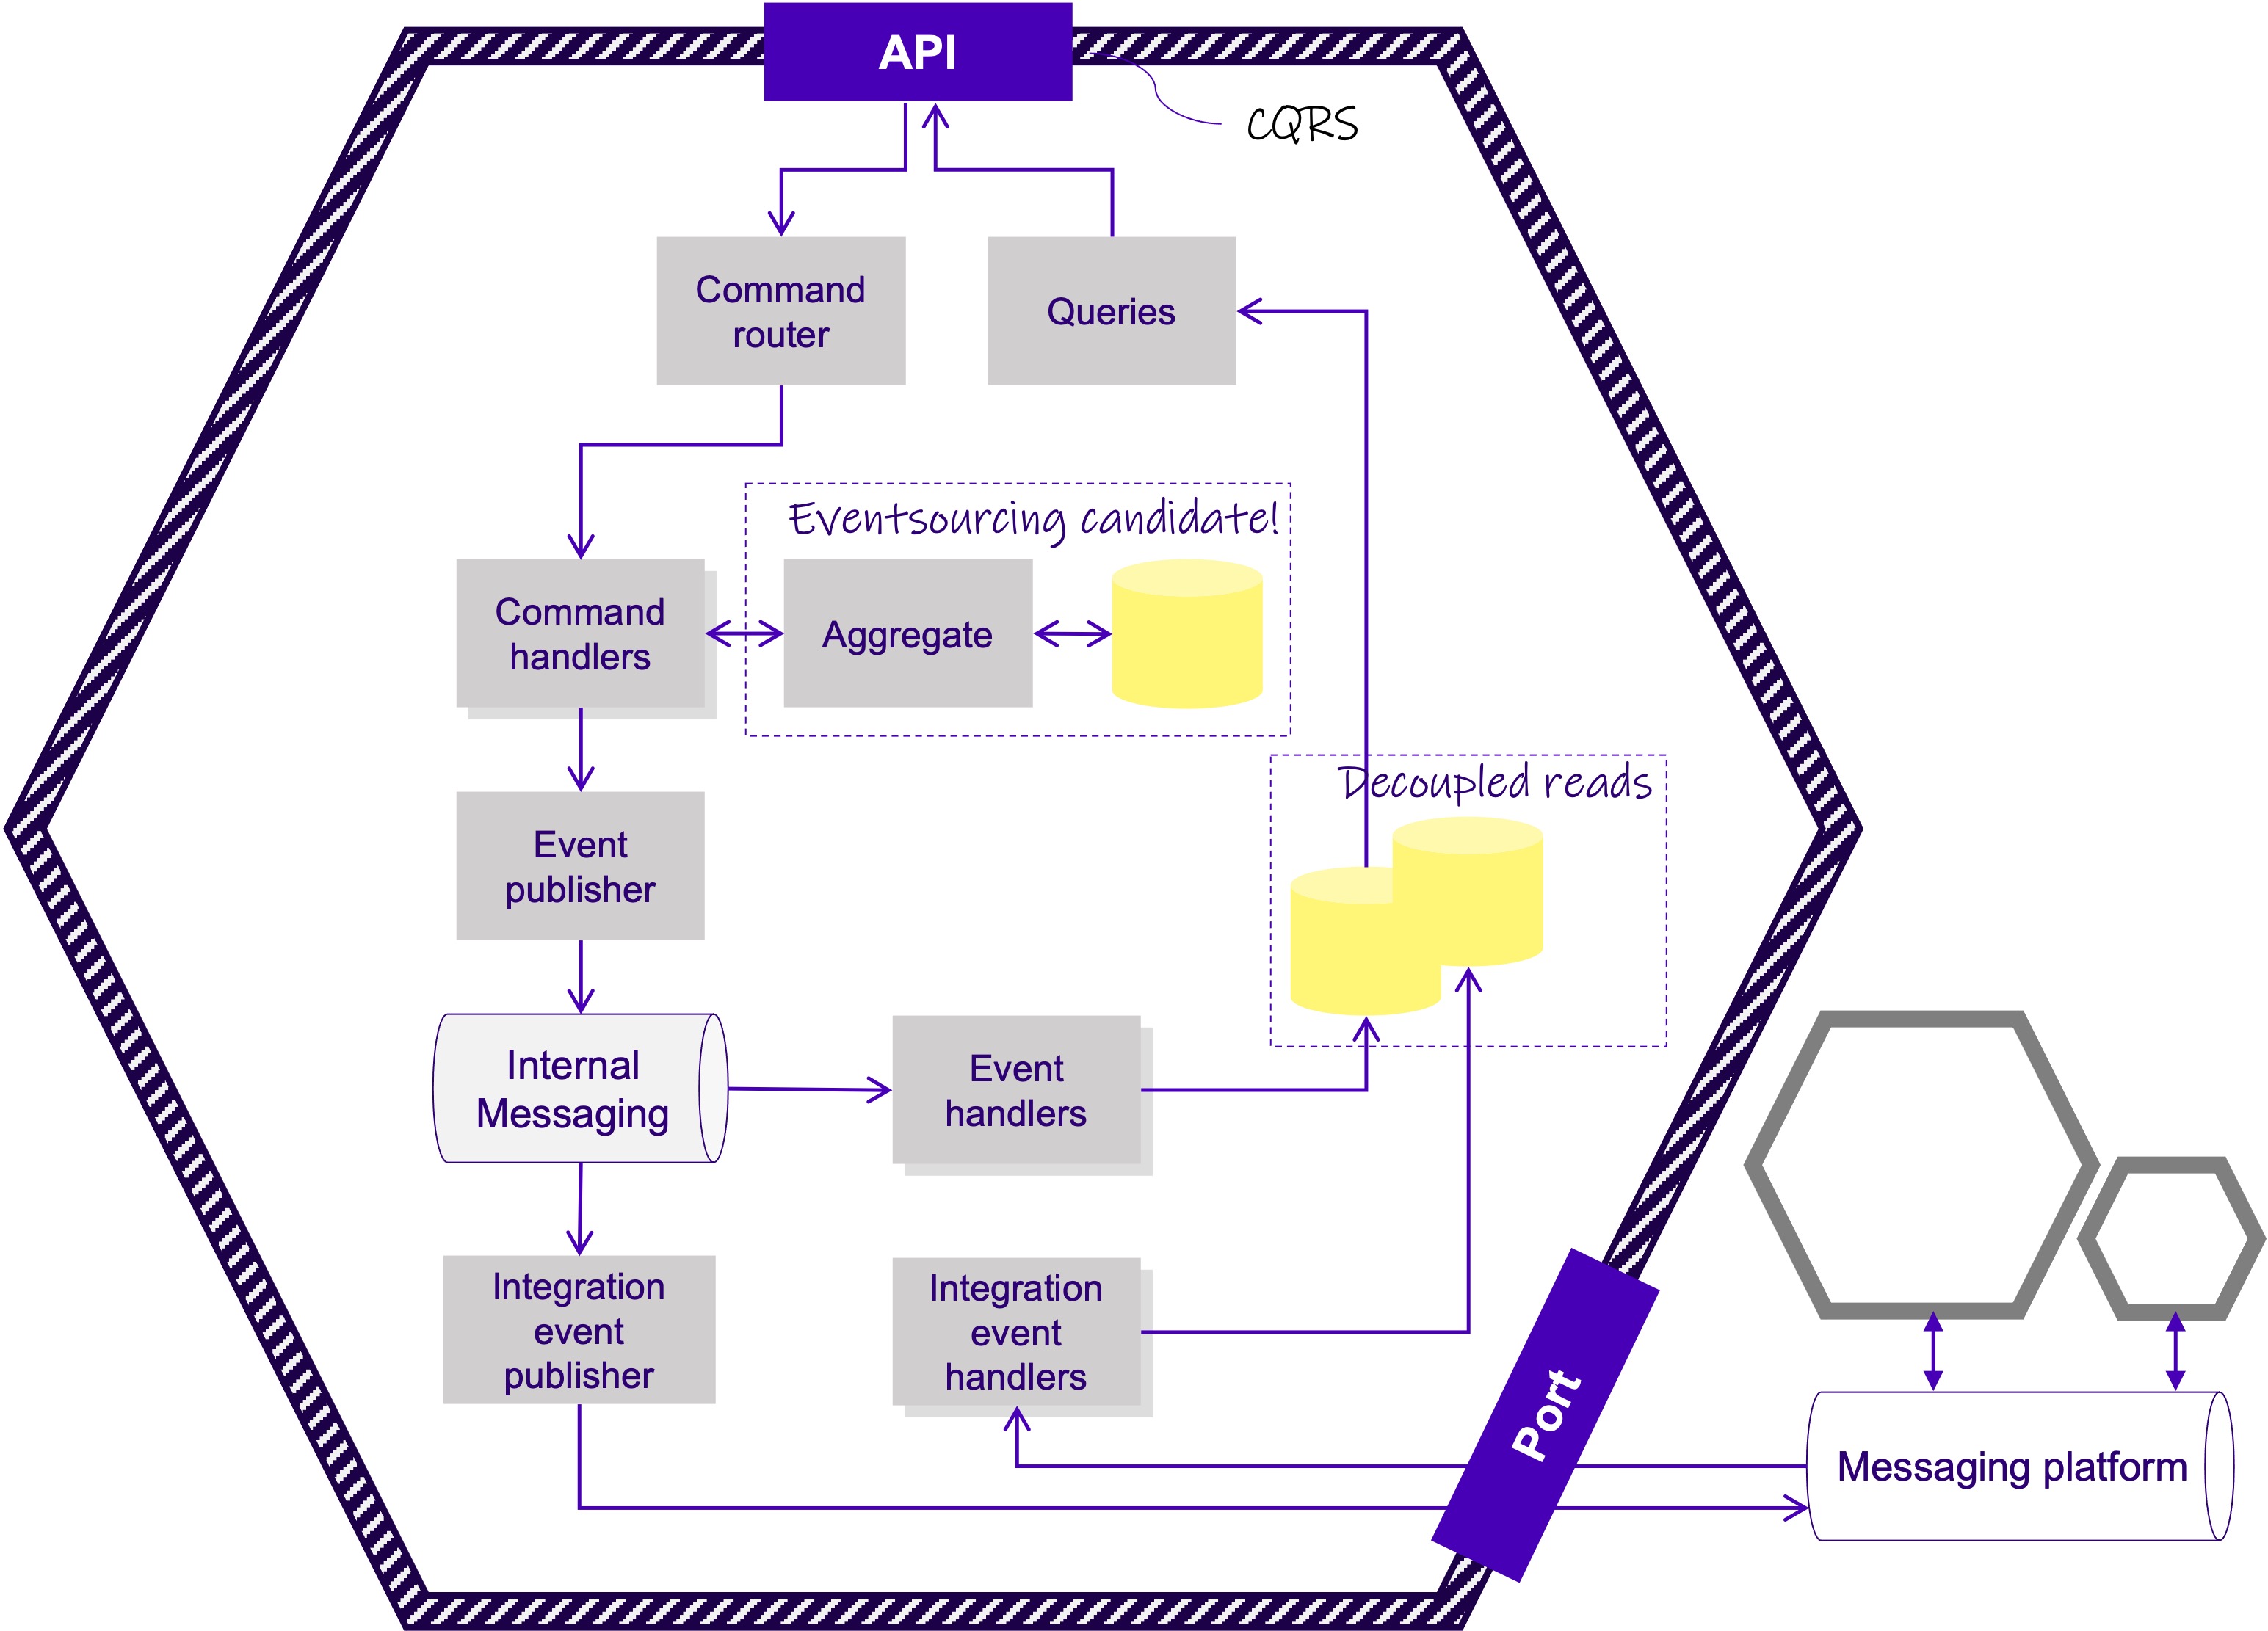 API
CQRS
Command
router
Queries
Eventsourcing candidate!
Command
handlers
Aggregate
Decoupled reads
Event
publisher
Internal
Messaging
Event
handlers
Integration
event
publisher
Integration
event
handlers
Port
Messaging platform